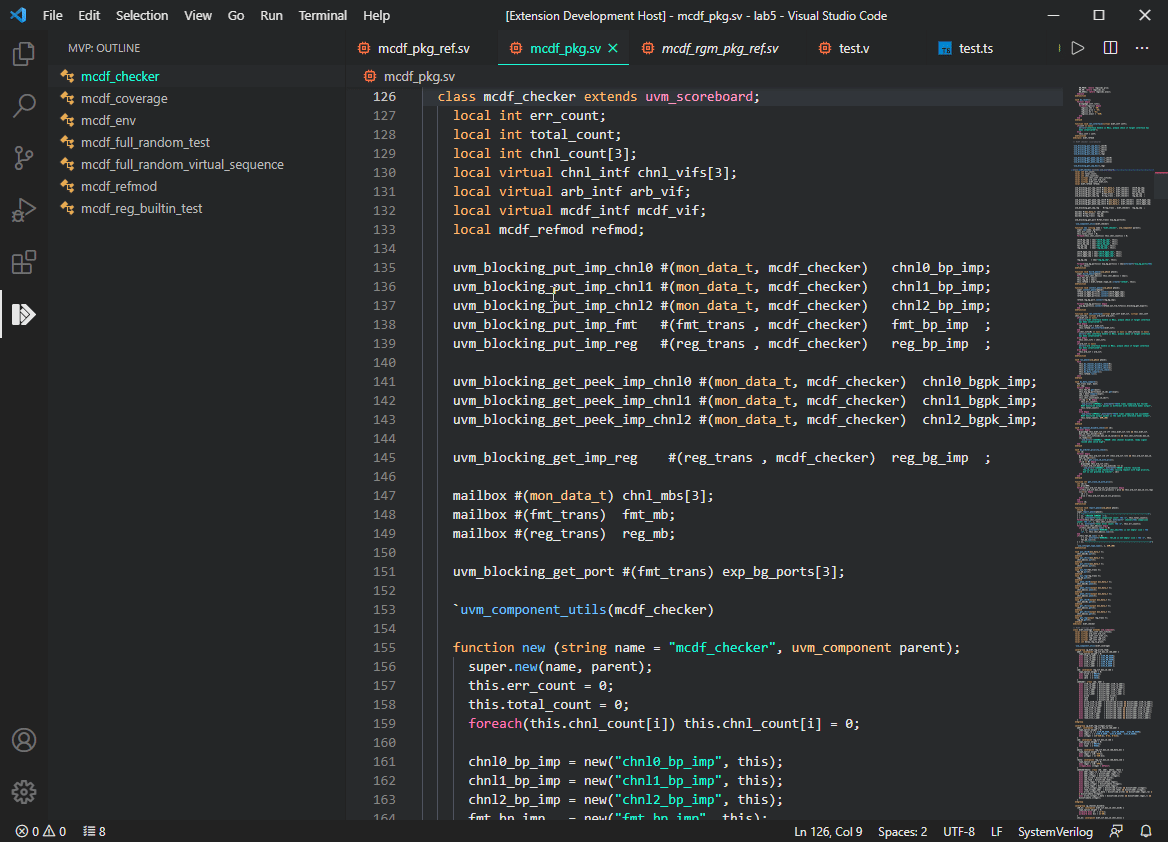 File Edit Selection View Go Run Terminal Help [Extension Development Host] - mcdf_pkg.sv - lab5 - Visual Studio Code
MVP: OUTLINE
mcdf_checker
mcdf_coverage
mcdf_env
mcdf_full_random_test
mcdf_full_random_virtual_sequence
mcdf_refmod
mcdf_reg_builtin_test
mcdf_pkg_ref.sv mcdf_pkg.sv mcdf_rgm_pkg_ref.sv test.v TS test.ts
mcdf_pkg.sv
126 class mcdf_checker extends uvm_scoreboard;
127 local int err_count;
128 local int total_count;
129 local int chnl_count[3];
130 local virtual chnl_intf chnl_vifs[3];
131 local virtual arb_intf arb_vif;
132 local virtual mcdf_intf mcdf_vif;
133 local mcdf_refmod refmod;
134
135 uvm_blocking_put_imp_chnl0 #(mon_data_t, mcdf_checker) chnl0_bp_imp;
136 uvm_blocking_put_imp_chnl1 #(mon_data_t, mcdf_checker) chnl1_bp_imp;
137 uvm_blocking_put_imp_chnl2 #(mon_data_t, mcdf_checker) chnl2_bp_imp;
138 uvm_blocking_put_imp_fmt #(fmt_trans , mcdf_checker) fmt_bp_imp ;
139 uvm_blocking_put_imp_reg #(reg_trans , mcdf_checker) reg_bp_imp ;
140
141 uvm_blocking_get_peek_imp_chnl0 #(mon_data_t, mcdf_checker) chnl0_bgpk_imp;
142 uvm_blocking_get_peek_imp_chnl1 #(mon_data_t, mcdf_checker) chnl1_bgpk_imp;
143 uvm_blocking_get_peek_imp_chnl2 #(mon_data_t, mcdf_checker) chnl2_bgpk_imp;
144
145 uvm_blocking_get_imp_reg #(reg_trans , mcdf_checker) reg_bg_imp ;
146
147 mailbox #(mon_data_t) chnl_mbs[3];
148 mailbox #(fmt_trans) fmt_mb;
149 mailbox #(reg_trans) reg_mb;
150
151 uvm_blocking_get_port #(fmt_trans) exp_bg_ports[3];
152
153 `uvm_component_utils(mcdf_checker)
154
155 function new (string name = "mcdf_checker", uvm_component parent);
156 super.new(name, parent);
157 this.err_count = 0;
158 this.total_count = 0;
159 foreach(this.chnl_count[i]) this.chnl_count[i] = 0;
160
161 chnl0_bp_imp = new("chnl0_bp_imp", this);
162 chnl1_bp_imp = new("chnl1_bp_imp", this);
163 chnl2_bp_imp = new("chnl2_bp_imp", this);
164 fmt_bp_imp = new("fmt_bp_imp", this);
0 0 8 Ln 126, Col 9 Spaces: 2 UTF-8 LF SystemVerilog